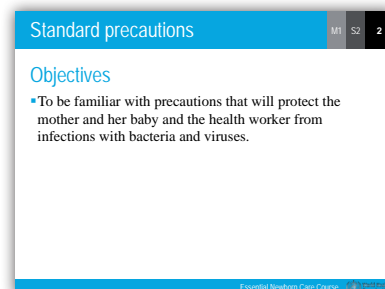 Standard precautions M1 S2 2
Objectives
▪To be familiar with precautions that will protect the
mother and her baby and the health worker from
infections with bacteria and viruses.
Essential Newborn Care Course